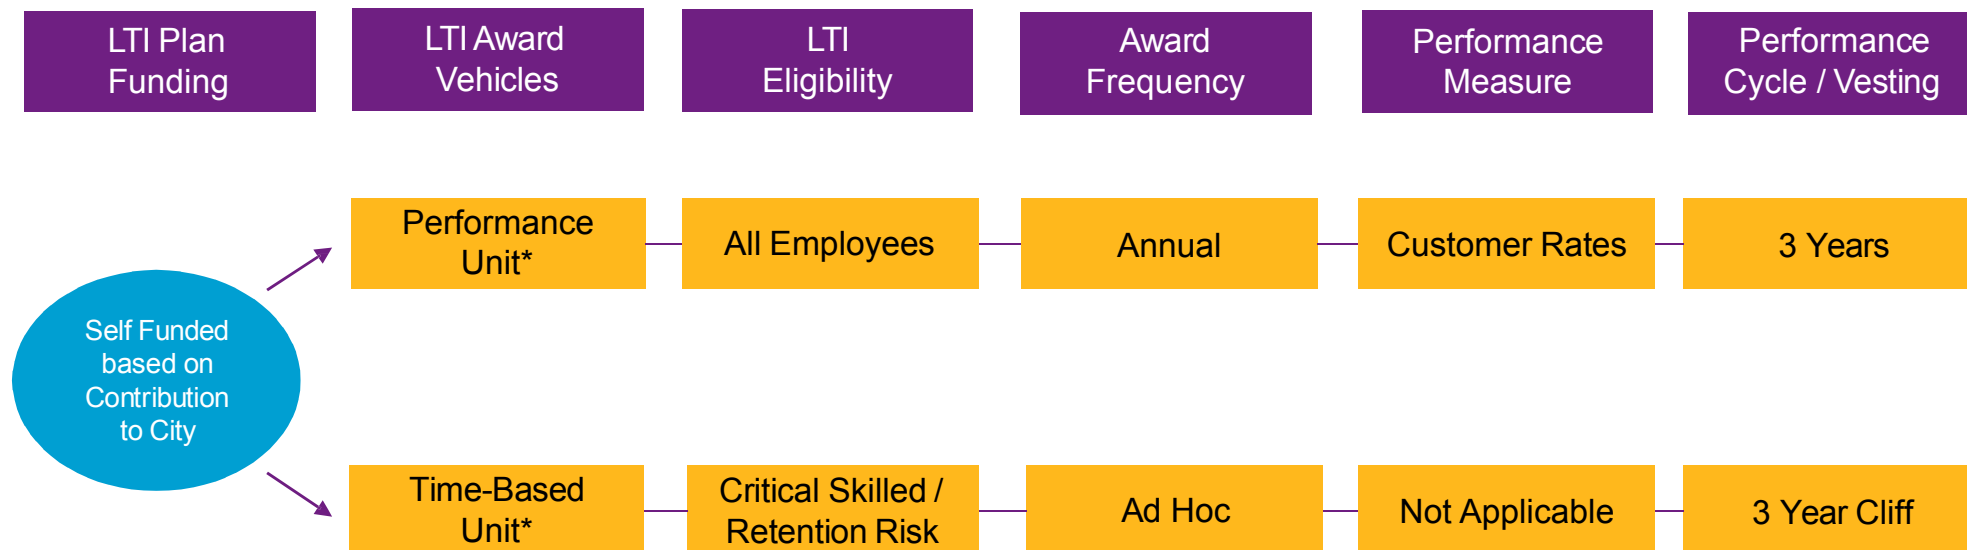 LTI Plan
Funding
LTI Award
Vehicles
LTI
Eligibility
Award
Frequency
Performance
Measure
Performance
Cycle / Vesting
Performance
Unit*
All Employees
Annual
Customer Rates
3 Years
Self Funded
based on
Contribution
to City
Time-Based
Unit*
Critical Skilled /
Retention Risk
Ad Hoc
Not Applicable
3 Year Cliff